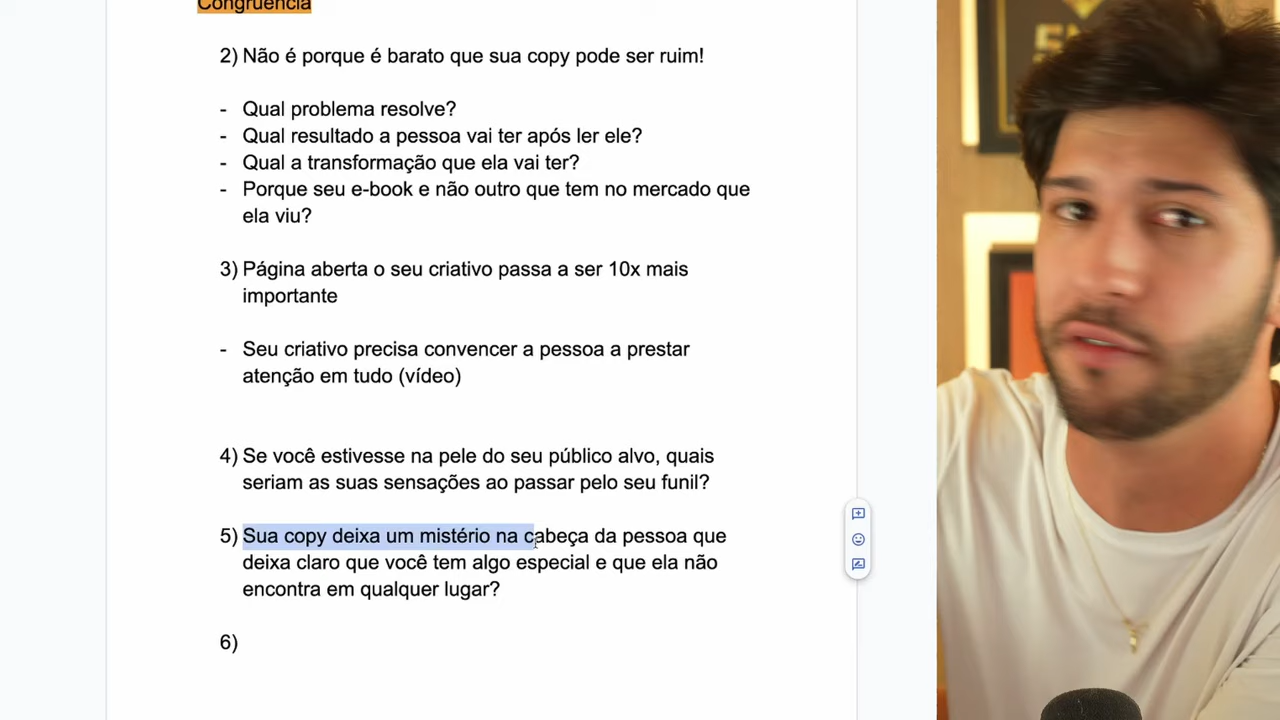 Congruência
2) Não é porque é barato que sua copy pode ser ruim!
- Qual problema resolve?
- Qual resultado a pessoa vai ter após ler ele?
- Qual a transformação que ela vai ter?
- Porque seu e-book e não outro que tem no mercado que
ela viu?
3) Página aberta o seu criativo passa a ser 10x mais
importante
- Seu criativo precisa convencer a pessoa a prestar
atenção em tudo (vídeo)
4) Se você estivesse na pele do seu público alvo, quais
seriam as suas sensações ao passar pelo seu funil?
5) Sua copy deixa um mistério na cabeça da pessoa que
deixa claro que você tem algo especial e que ela não
encontra em qualquer lugar?
6)